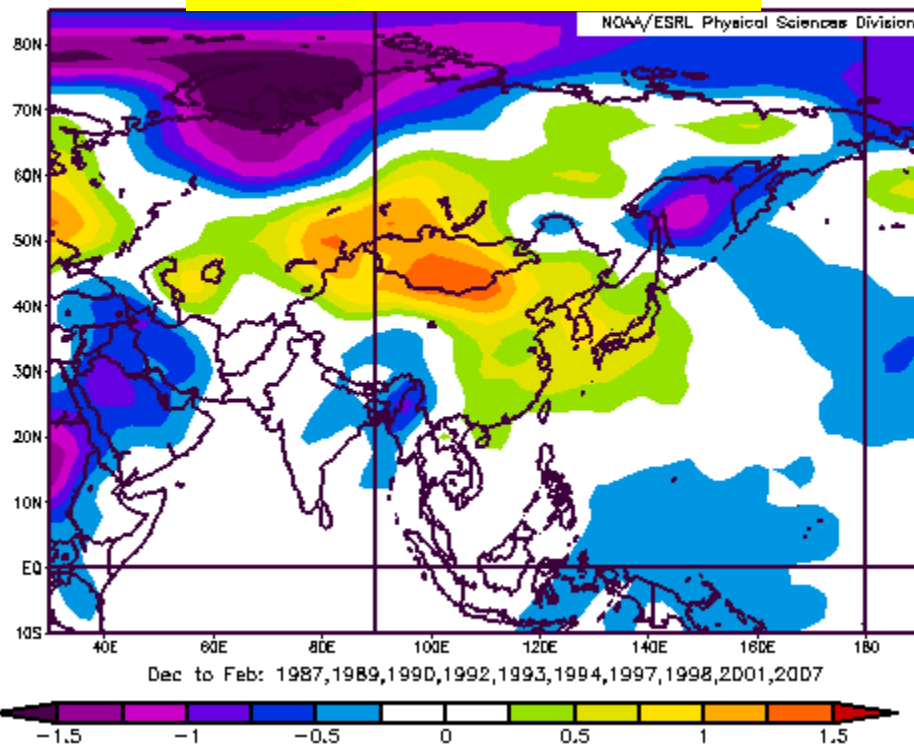 NOAA/ESRL Physical Sciences Division
80N
70N
60N
50N
40N
30N
20N
10N
EQ
10S
40E 60E 80E 100E 120E 140E 160E 180
Dec to Feb: 1987,1989,1990,1992,1993,1994,1997,1998,2001,2007
−1.5 −1 −0.5 0 0.5 1 1.5